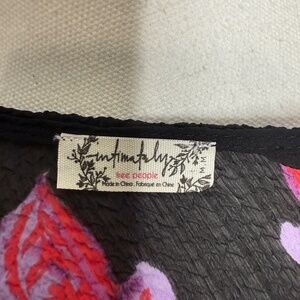 intimately
free people
Made in China . Fabriqué en Chine
M M